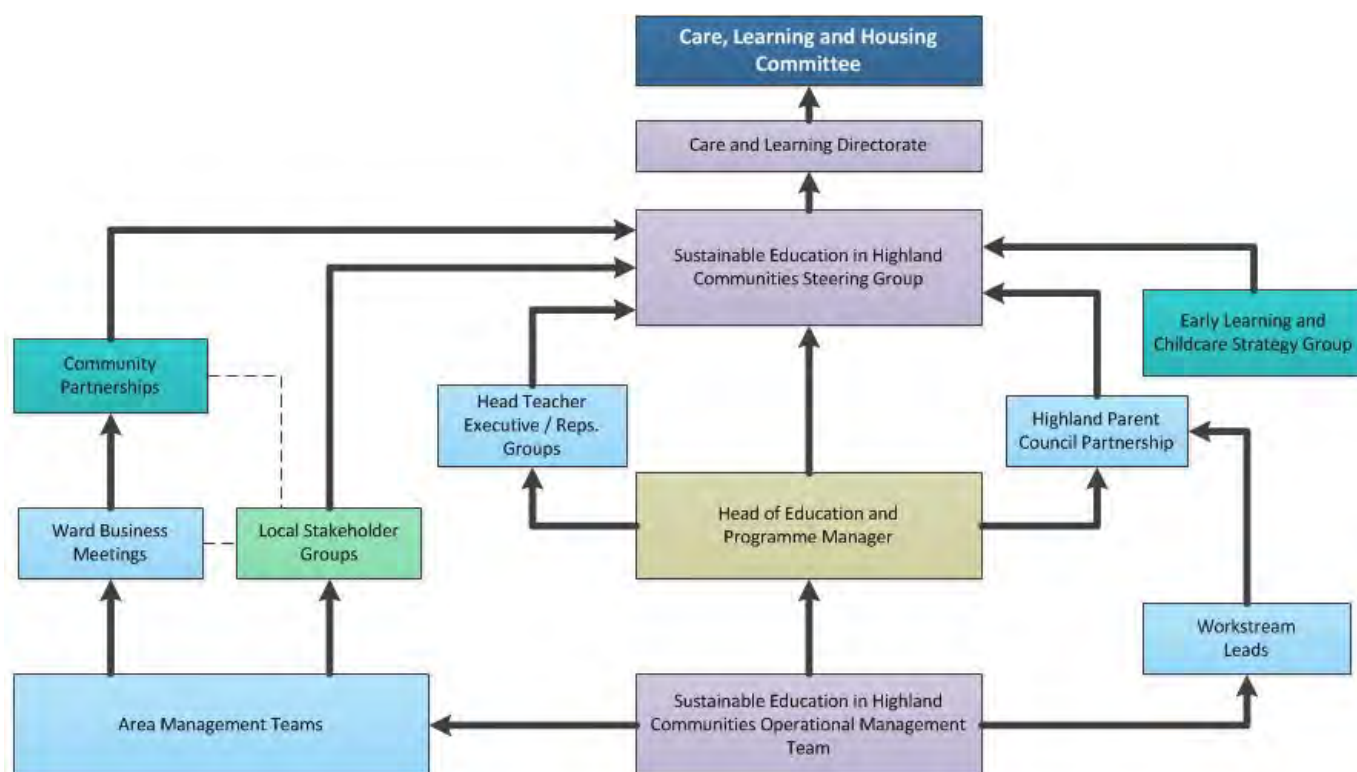 Care, Learning and Housing
Committee
Care and Learning Directorate
Sustainable Education in Highland
Communities Steering Group
Early Learning and
Childcare Strategy Group
Community
Partnerships
Head Teacher
Executive / Reps.
Groups
Highland Parent
Council Partnership
Ward Business
Meetings
Local Stakeholder
Groups
Head of Education and
Programme Manager
Workstream
Leads
Area Management Teams
Sustainable Education in Highland
Communities Operational Management
Team